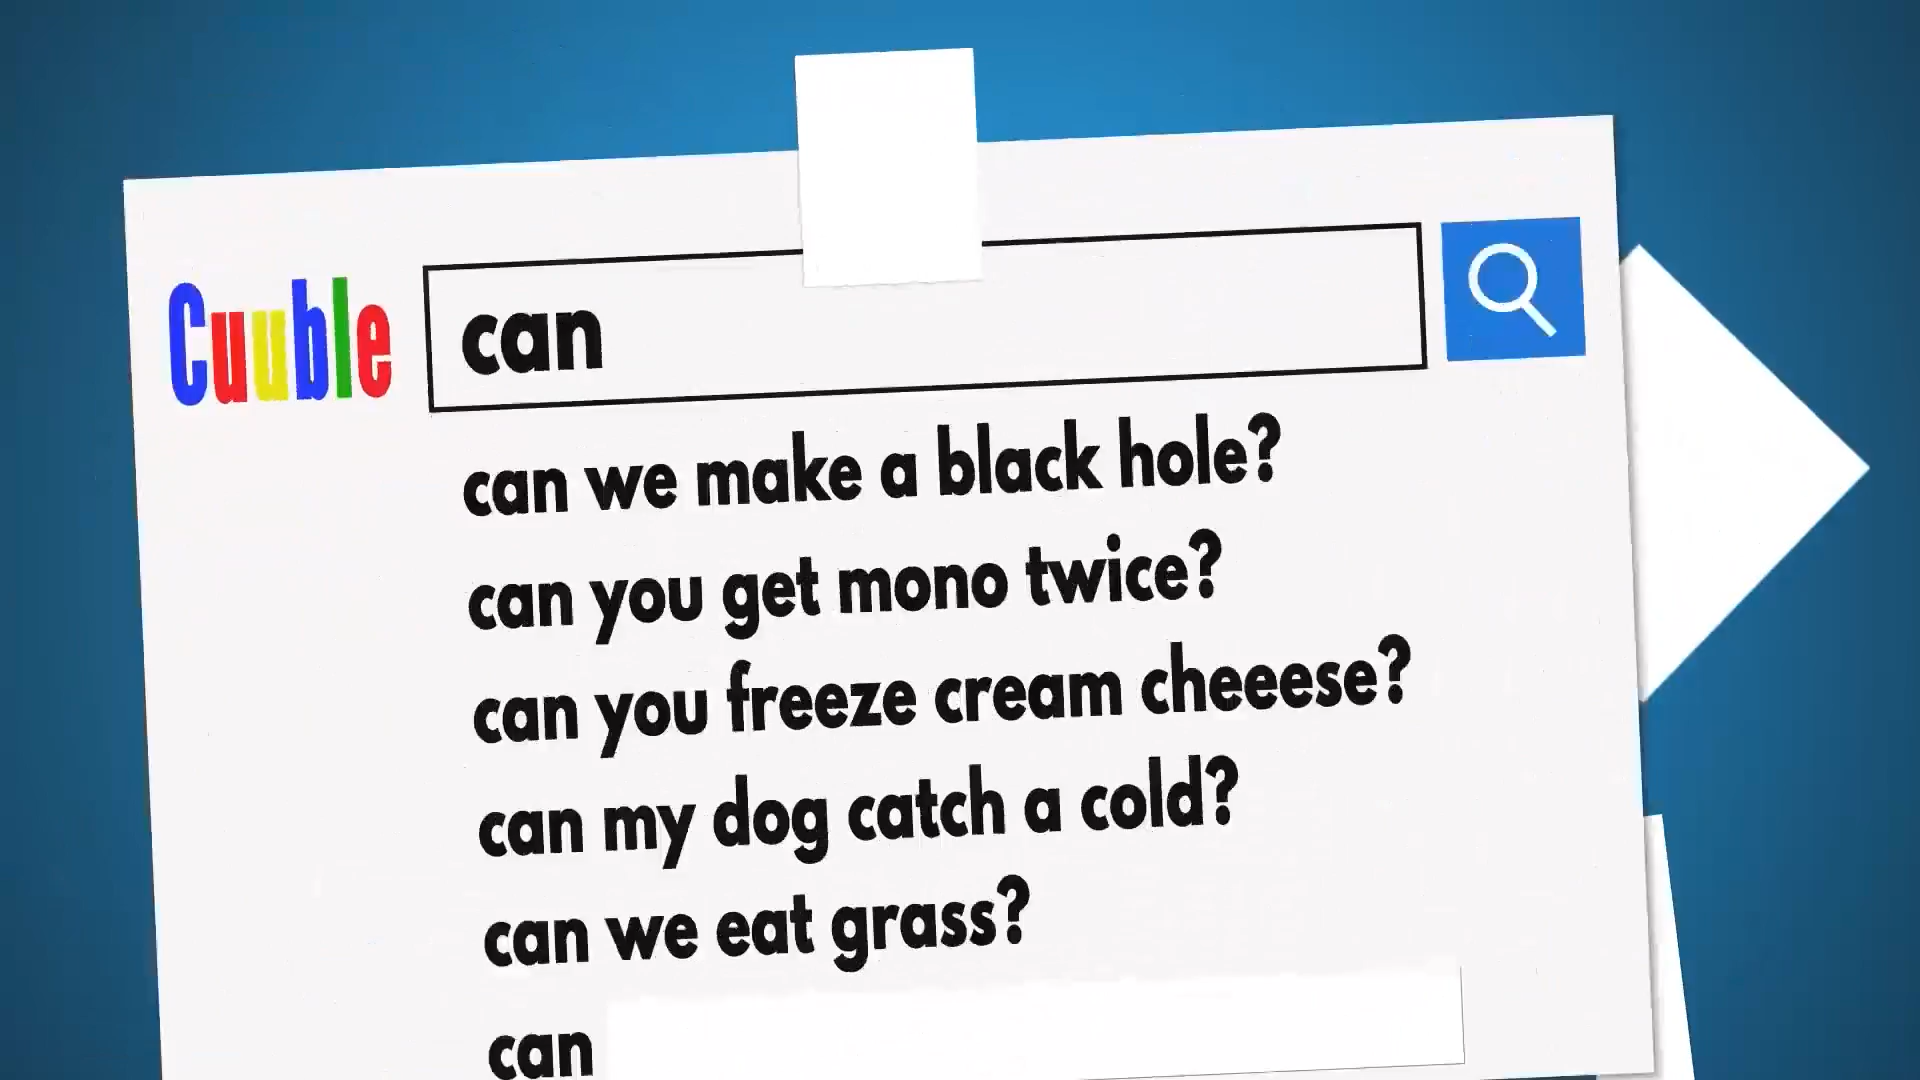 Cuuble
can
can we make a black hole?
can you get mono twice?
can you freeze cream cheeese?
can my dog catch a cold?
can we eat grass?
can